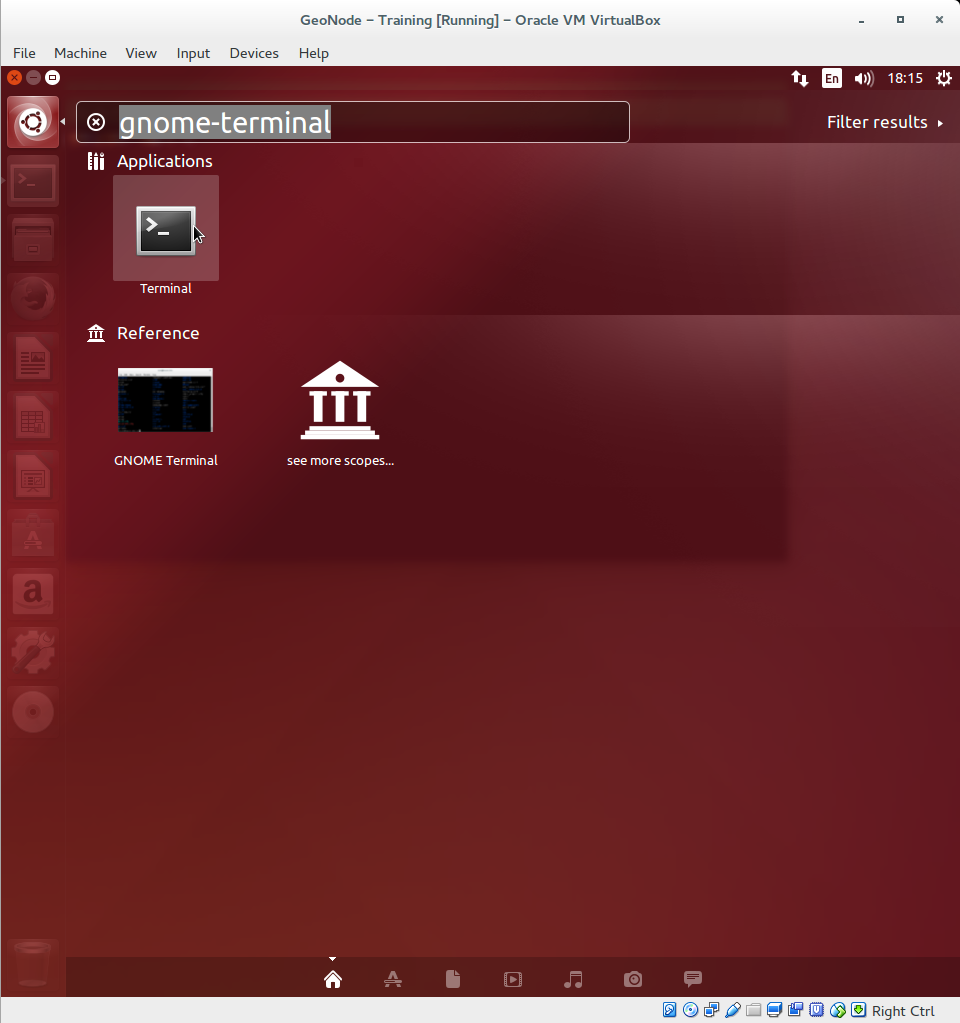 GeoNode – Training [Running] – Oracle VM VirtualBox
File Machine View Input Devices Help
En 18:15
gnome-terminal
Filter results
Applications
>_
Terminal
Reference
GNOME Terminal
see more scopes...
a
Right Ctrl